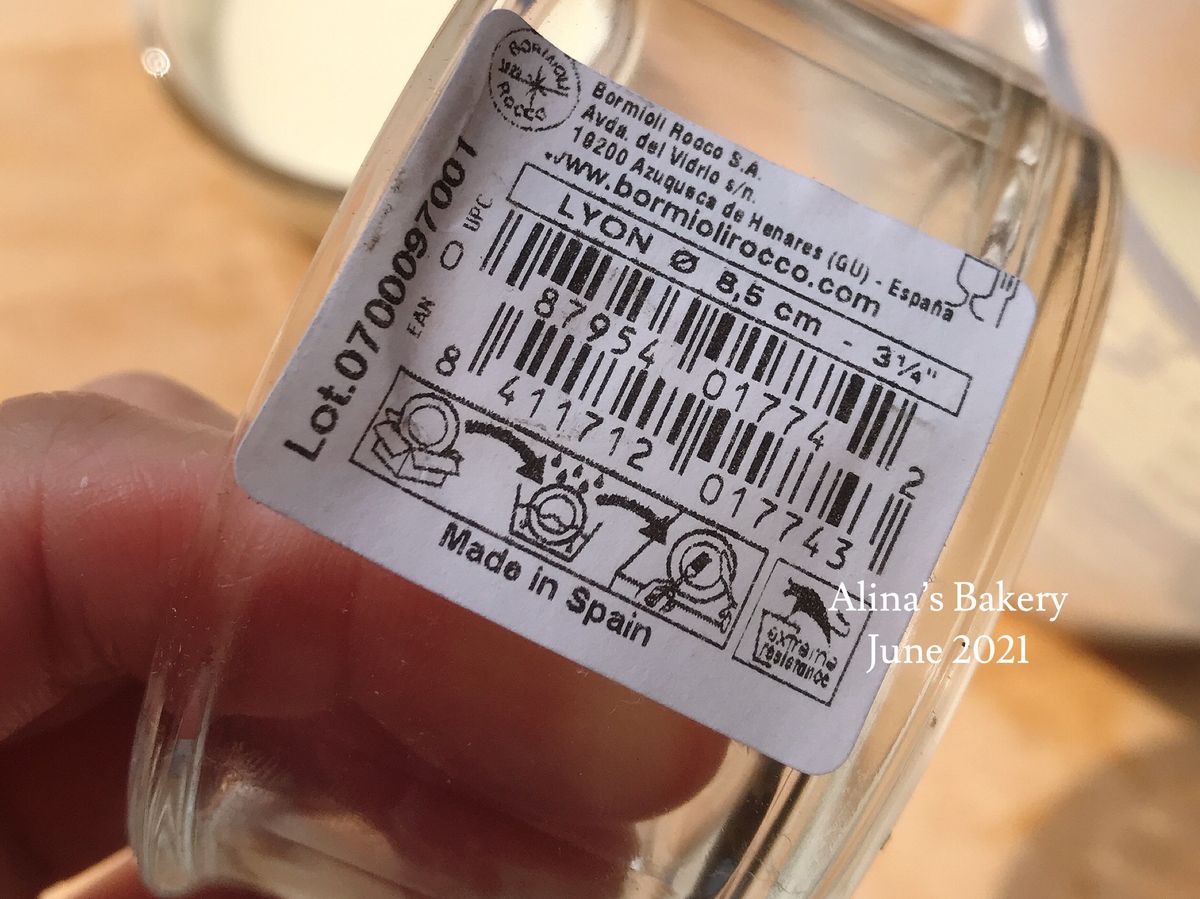 BORMIOLI
1825
ROCCO
Bormioli Rocco S.A.
Avda. del Vidrio s/n.
19200 Azuqueca de Henares (GU) - España
www.bormiolirocco.com
LYON Ø 8,5 cm - 3¼"
UPC
0 87954 01774 2
EAN
8 411712 017743
Lot.0700097001
Made in Spain
extreme
resistance
Alina's Bakery
June 2021